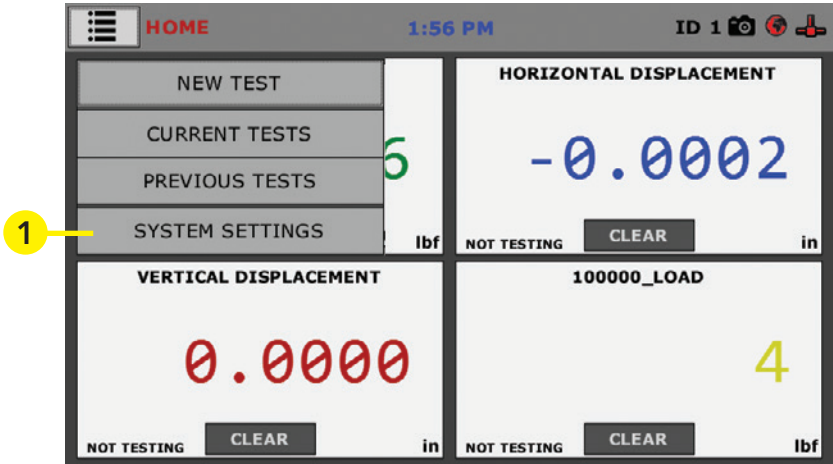 HOME
1:56 PM
ID 1
NEW TEST
CURRENT TESTS
PREVIOUS TESTS
SYSTEM SETTINGS
1
6
lbf
HORIZONTAL DISPLACEMENT
-0.0002
NOT TESTING
CLEAR
in
VERTICAL DISPLACEMENT
0.0000
NOT TESTING
CLEAR
in
100000_LOAD
4
NOT TESTING
CLEAR
lbf